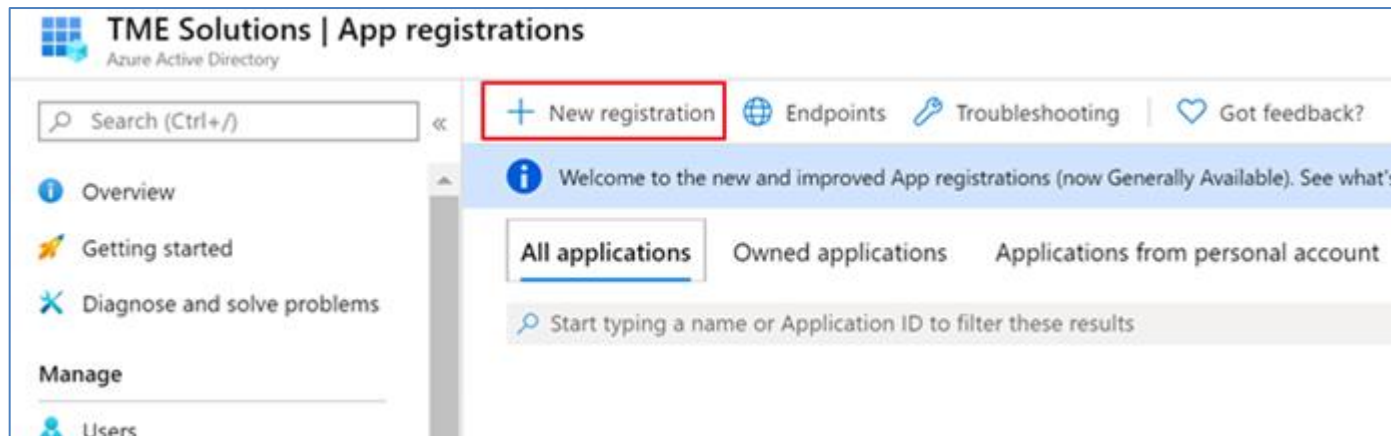 TME Solutions | App registrations
Azure Active Directory
Search (Ctrl+/)
«
Overview
Getting started
Diagnose and solve problems
Manage
Users
New registration
Endpoints
Troubleshooting
Got feedback?
Welcome to the new and improved App registrations (now Generally Available). See what's
All applications
Owned applications
Applications from personal account
Start typing a name or Application ID to filter these results